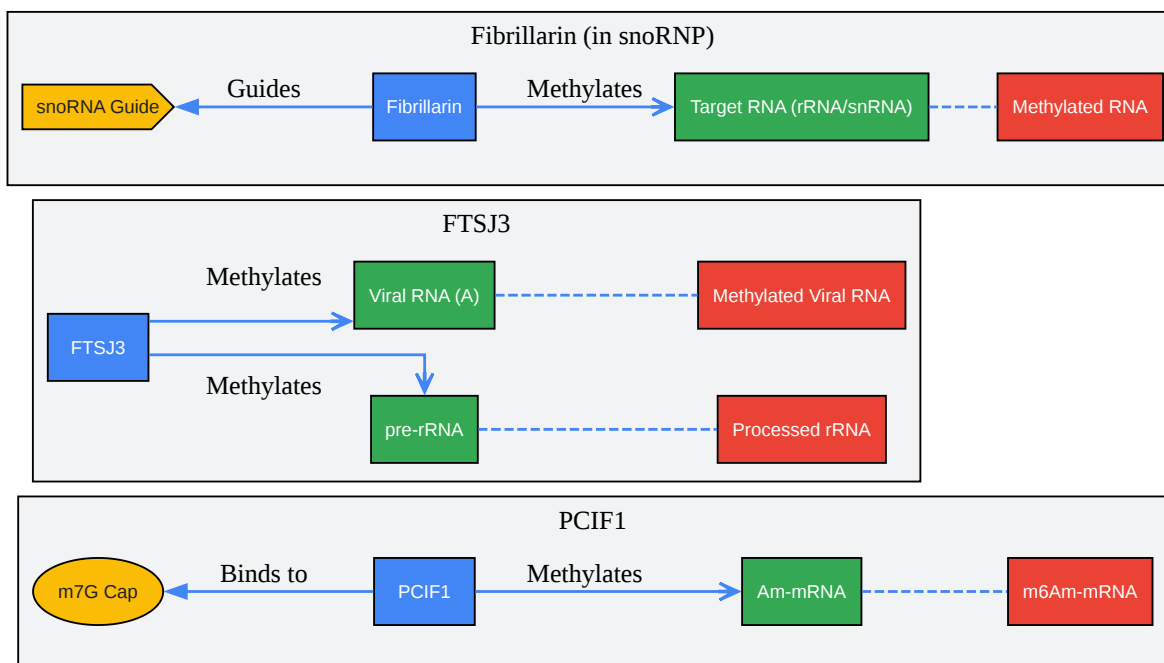 Fibrillarin (in snoRNP)
snoRNA Guide
Guides
Fibrillarin
Methylates
Target RNA (rRNA/snRNA)
Methylated RNA
FTSJ3
Methylates
Viral RNA (A)
Methylated Viral RNA
FTSJ3
Methylates
pre-rRNA
Processed rRNA
PCIF1
m7G Cap
Binds to
PCIF1
Methylates
Am-mRNA
m6Am-mRNA